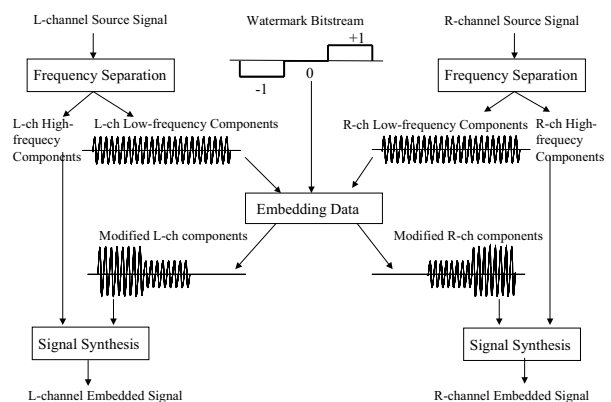 L-channel Source Signal
Watermark Bitstream
R-channel Source Signal
+1
0
-1
Frequency Separation
Frequency Separation
L-ch High-
frequecy
Components
L-ch Low-frequency Components
R-ch Low-frequency Components
R-ch High-
frequency
Components
Embedding Data
Modified L-ch components
Modified R-ch components
Signal Synthesis
Signal Synthesis
L-channel Embedded Signal
R-channel Embedded Signal